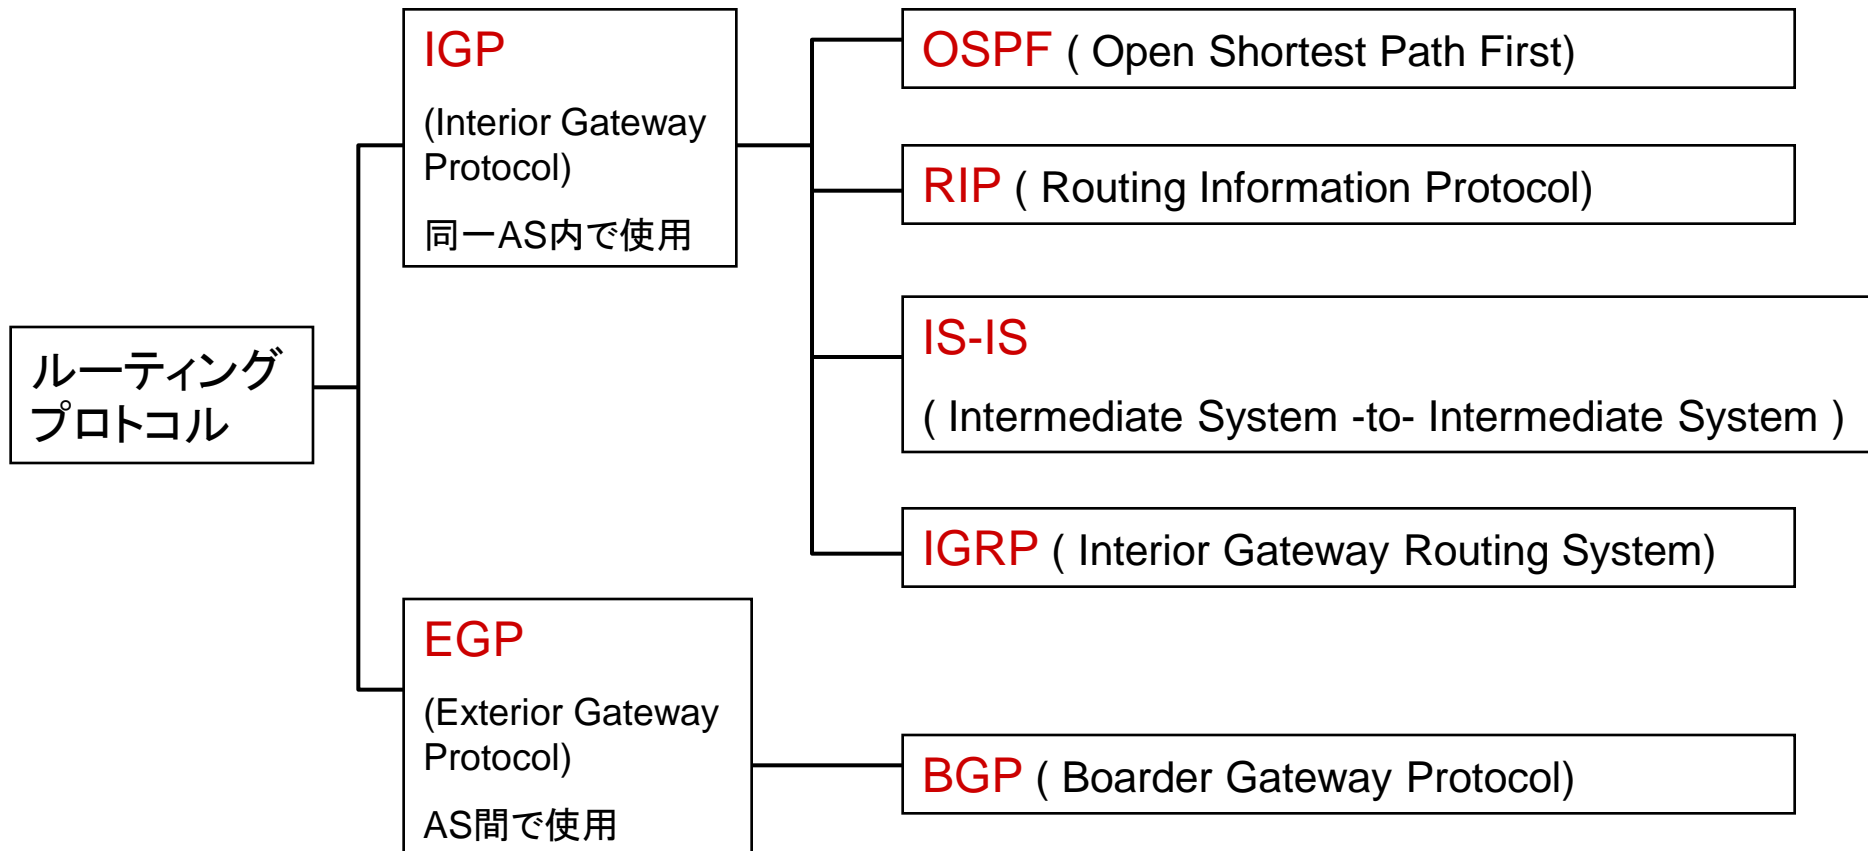 ルーティング
プロトコル
IGP
(Interior Gateway
Protocol)
同一AS内で使用
OSPF ( Open Shortest Path First)
RIP ( Routing Information Protocol)
IS-IS
( Intermediate System -to- Intermediate System )
IGRP ( Interior Gateway Routing System)
EGP
(Exterior Gateway
Protocol)
AS間で使用
BGP ( Boarder Gateway Protocol)